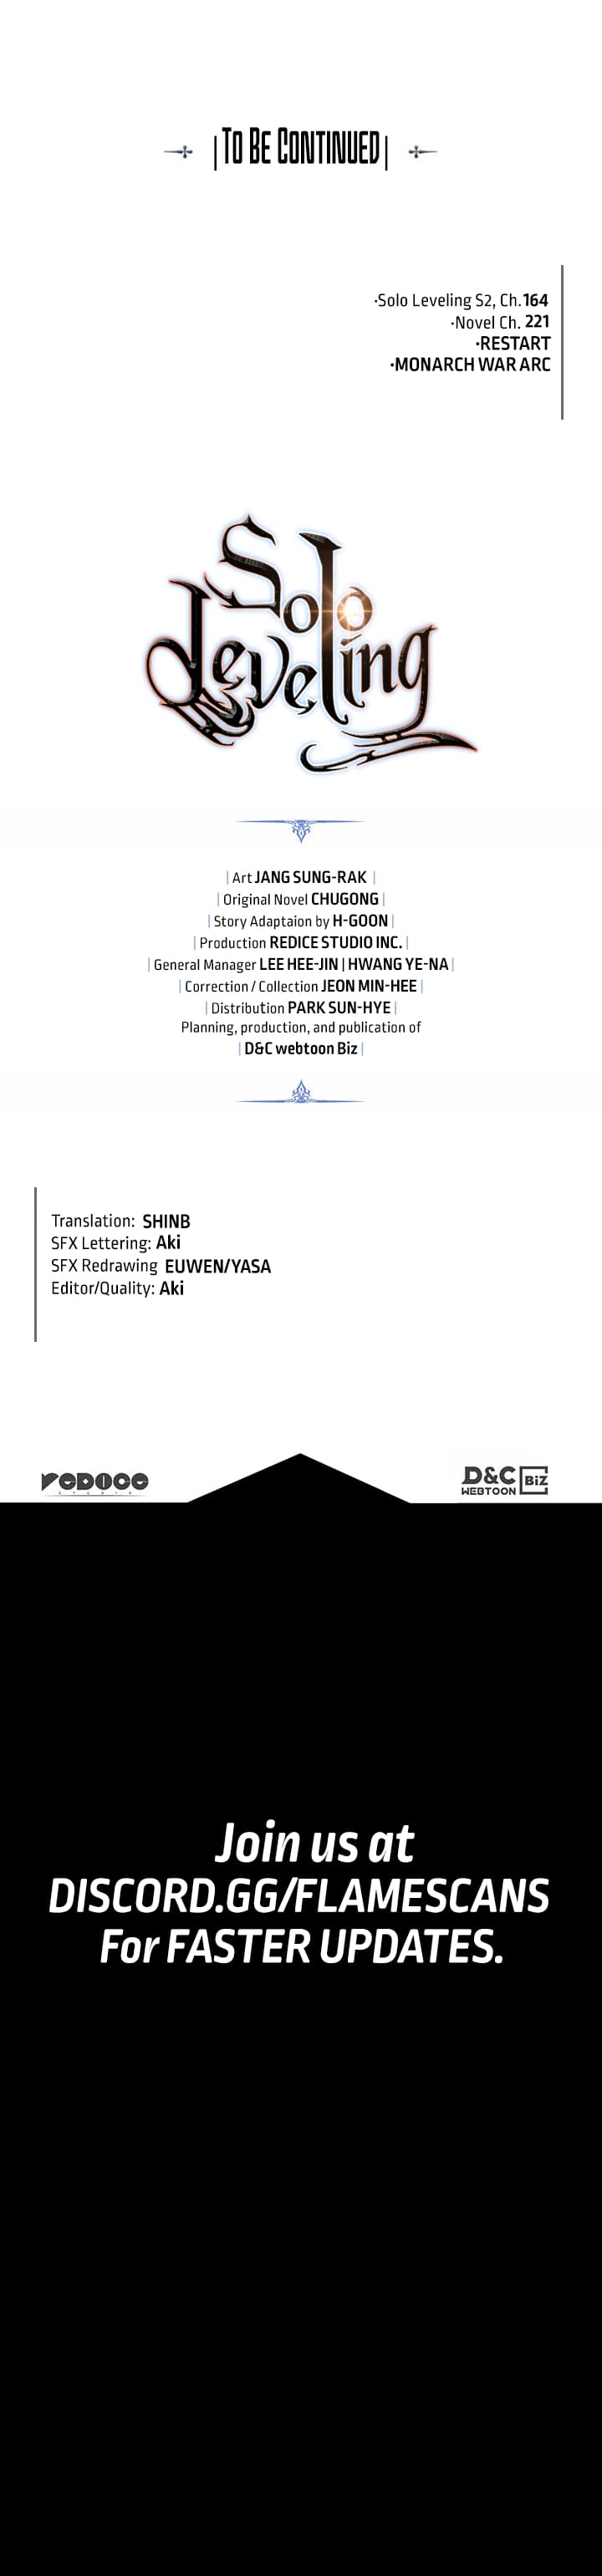 To Be Continued
·Solo Leveling S2, Ch.164
·Novel Ch. 221
·RESTART
·MONARCH WAR ARC
Solo
Leveling
| Art JANG SUNG-RAK |
| Original Novel CHUGONG |
| Story Adaptaion by H-GOON |
| Production REDICE STUDIO INC. |
| General Manager LEE HEE-JIN | HWANG YE-NA |
| Correction / Collection JEON MIN-HEE |
| Distribution PARK SUN-HYE |
Planning, production, and publication of
| D&C webtoon Biz |
Translation: SHINB
SFX Lettering: Aki
SFX Redrawing EUWEN/YASA
Editor/Quality: Aki
REDICE
STUDIO
D&C
WEBTOON
BiZ
Join us at
DISCORD.GG/FLAMESCANS
For FASTER UPDATES.